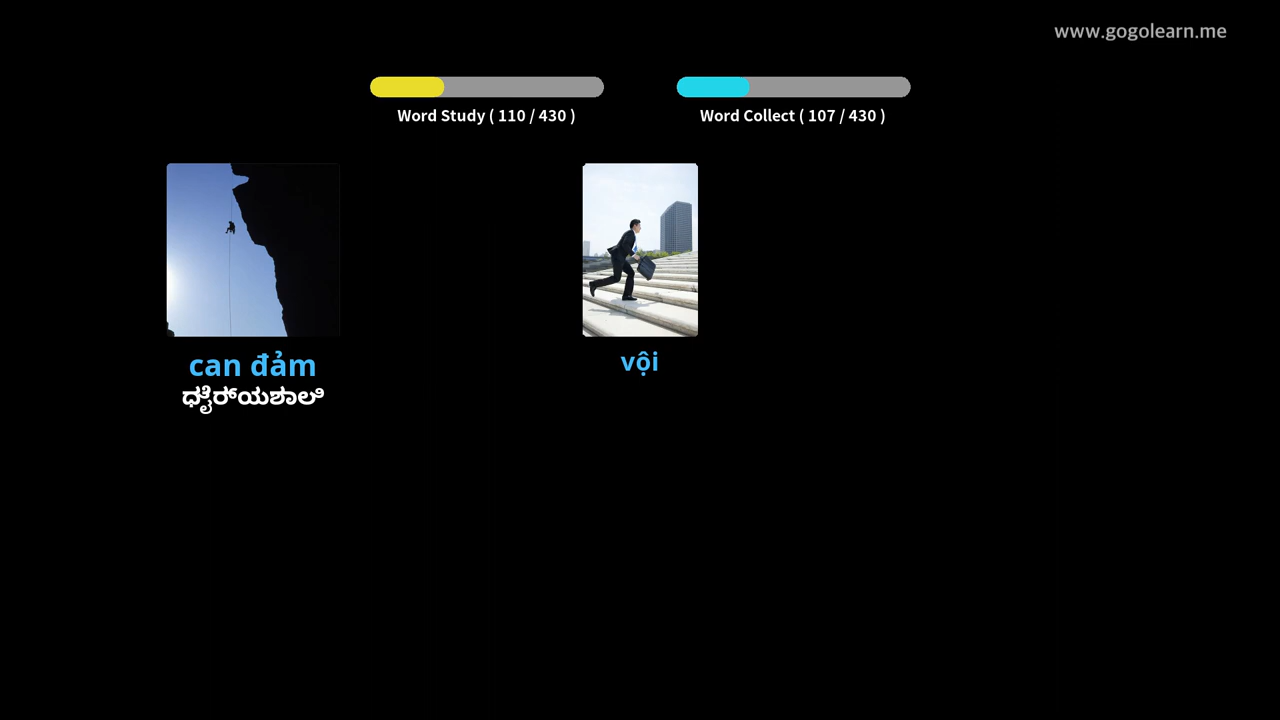 www.gogolearn.me
Word Study ( 110 / 430 )
Word Collect ( 107 / 430 )
can đảm
ಧೈರ್ಯಶಾಲಿ
vội